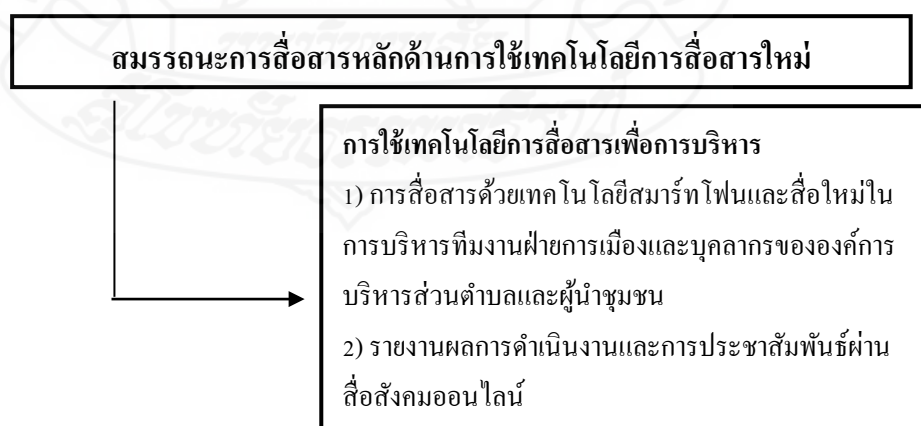 สมรรถนะการสื่อสารหลักด้านการใช้เทคโนโลยีการสื่อสารใหม่
การใช้เทคโนโลยีการสื่อสารเพื่อการบริหาร
1) การสื่อสารด้วยเทคโนโลยีสมาร์ทโฟนและสื่อใหม่ใน
การบริหารทีมงานฝ่ายการเมืองและบุคลากรขององค์การ
บริหารส่วนตำบลและผู้นำชุมชน
2) รายงานผลการดำเนินงานและการประชาสัมพันธ์ผ่าน
สื่อสังคมออนไลน์